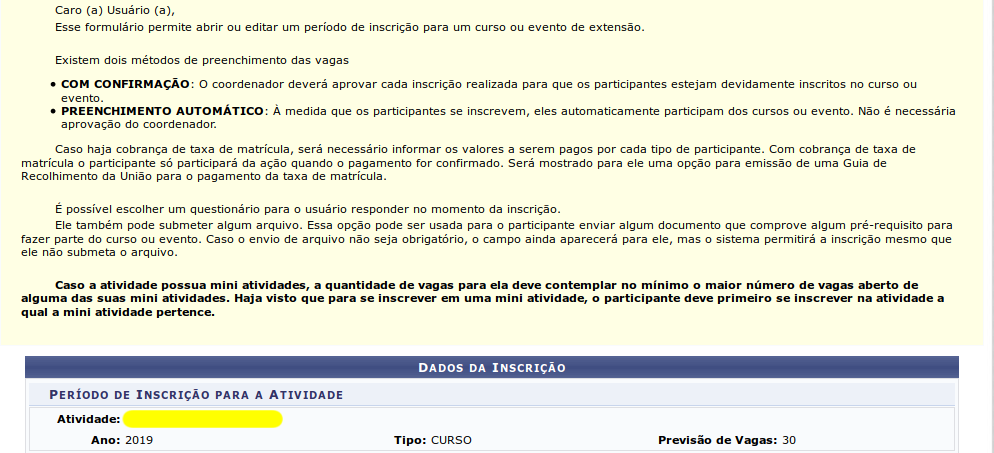 Caro (a) Usuário (a),
Esse formulário permite abrir ou editar um período de inscrição para um curso ou evento de extensão.
Existem dois métodos de preenchimento das vagas
• COM CONFIRMAÇÃO: O coordenador deverá aprovar cada inscrição realizada para que os participantes estejam devidamente inscritos no curso ou
evento.
• PREENCHIMENTO AUTOMÁTICO: À medida que os participantes se inscrevem, eles automaticamente participam dos cursos ou evento. Não é necessária
aprovação do coordenador.
Caso haja cobrança de taxa de matrícula, será necessário informar os valores a serem pagos por cada tipo de participante. Com cobrança de taxa de
matrícula o participante só participará da ação quando o pagamento for confirmado. Será mostrado para ele uma opção para emissão de uma Guia de
Recolhimento da União para o pagamento da taxa de matrícula.
É possível escolher um questionário para o usuário responder no momento da inscrição.
Ele também pode submeter algum arquivo. Essa opção pode ser usada para o participante enviar algum documento que comprove algum pré-requisito para
fazer parte do curso ou evento. Caso o envio de arquivo não seja obrigatório, o campo ainda aparecerá para ele, mas o sistema permitirá a inscrição mesmo que
ele não submeta o arquivo.
Caso a atividade possua mini atividades, a quantidade de vagas para ela deve contemplar no mínimo o maior número de vagas aberto de
alguma das suas mini atividades. Haja visto que para se inscrever em uma mini atividade, o participante deve primeiro se inscrever na atividade a
qual a mini atividade pertence.
DADOS DA INSCRIÇÃO
PERÍODO DE INSCRIÇÃO PARA A ATIVIDADE
Atividade:
Ano: 2019 Tipo: CURSO Previsão de Vagas: 30